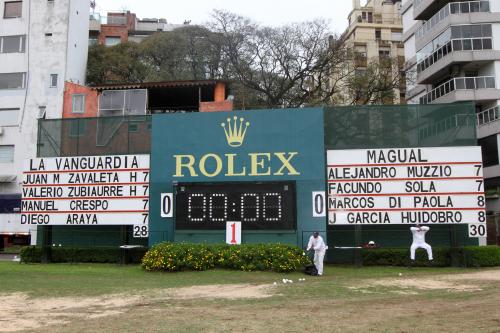 LA VANGUARDIA
JUAN M ZAVALETA H 7
VALERIO ZUBIAURRE H 7
MANUEL CRESPO 7
DIEGO ARAYA 7
28
ROLEX
0 00:00 0
1
MAGUAL
ALEJANDRO MUZZIO 7
FACUNDO SOLA 7
MARCOS DI PAOLA 8
J GARCIA HUIDOBRO 8
30